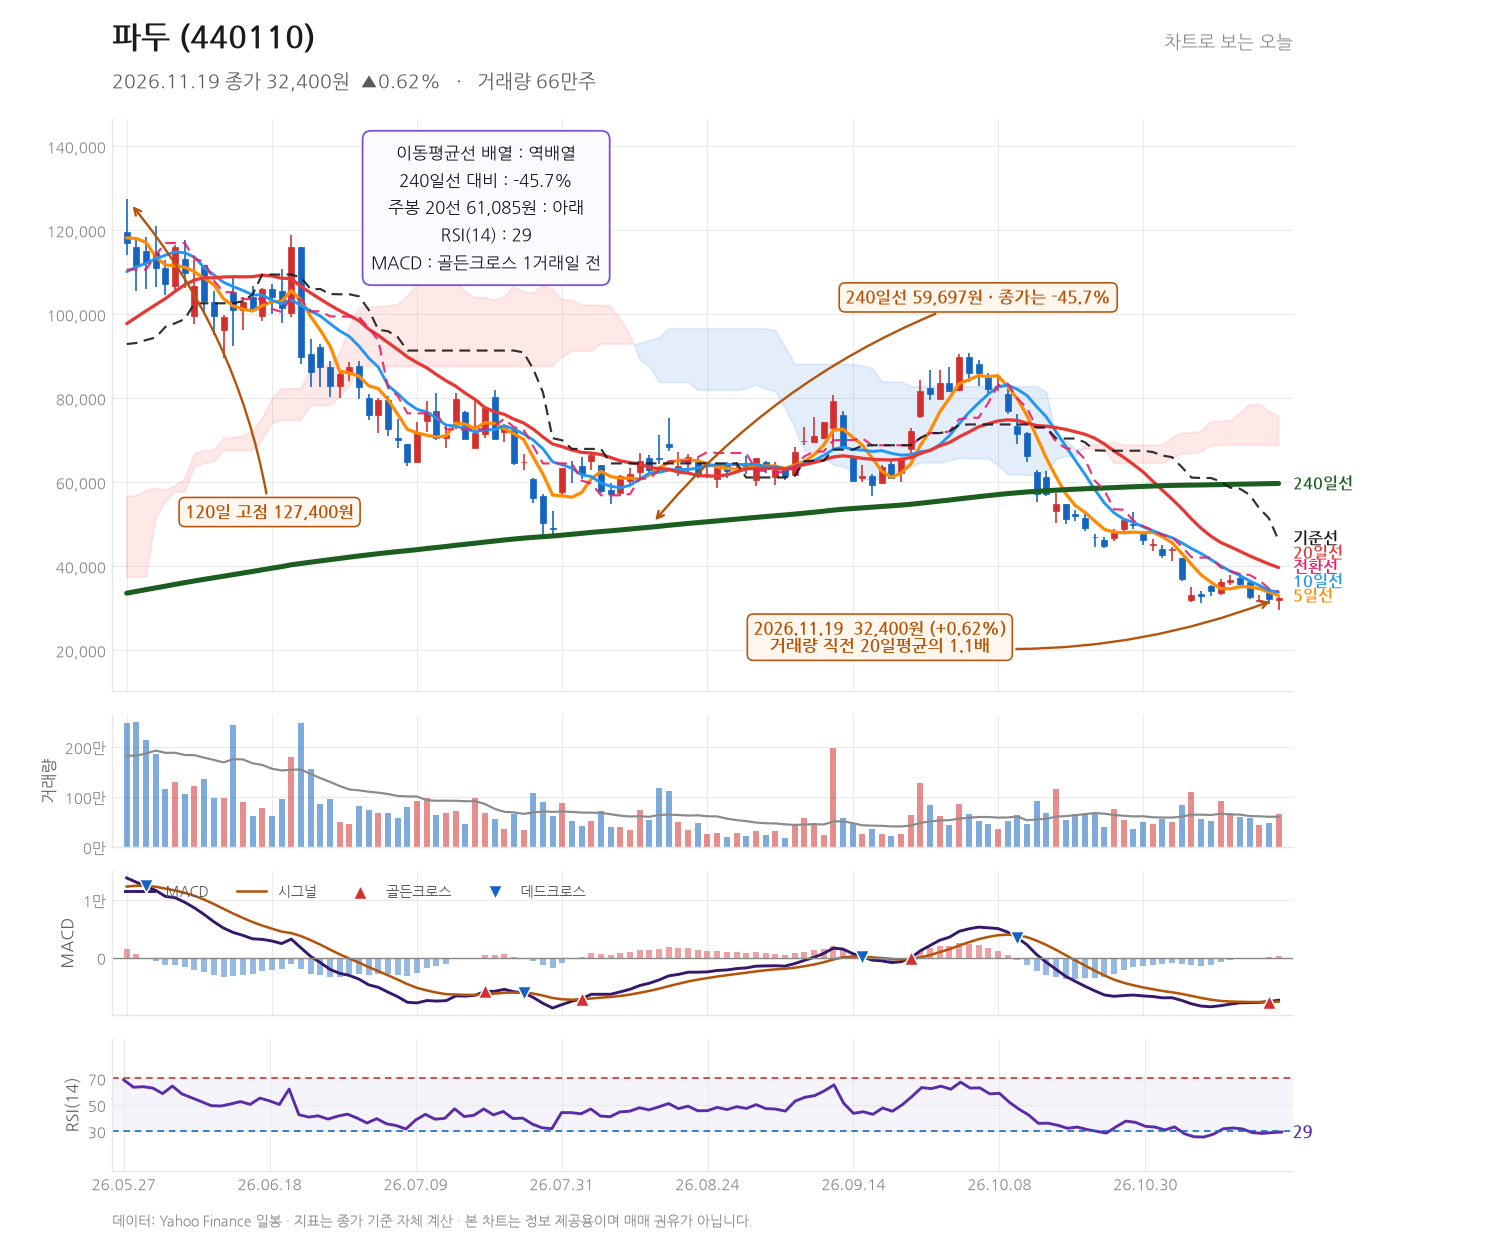 파두 (440110)
차트로 보는 오늘
2026.11.19 종가 32,400원 ▲0.62% · 거래량 66만주
이동평균선 배열 : 역배열
240일선 대비 : -45.7%
주봉 20선 61,085원 : 아래
RSI(14) : 29
MACD : 골든크로스 1거래일 전
140,000
120,000
100,000
80,000
60,000
40,000
20,000
240일선 59,697원 · 종가는 -45.7%
120일 고점 127,400원
2026.11.19 32,400원 (+0.62%)
거래량 직전 20일평균의 1.1배
240일선
기준선
20일선
전환선
10일선
5일선
거래량
200만
100만
0만
MACD
1만
0
MACD
시그널
골든크로스
데드크로스
RSI(14)
70
50
30
29
26.05.27
26.06.18
26.07.09
26.07.31
26.08.24
26.09.14
26.10.08
26.10.30
데이터: Yahoo Finance 일봉 · 지표는 종가 기준 자체 계산 · 본 차트는 정보 제공용이며 매매 권유가 아닙니다.